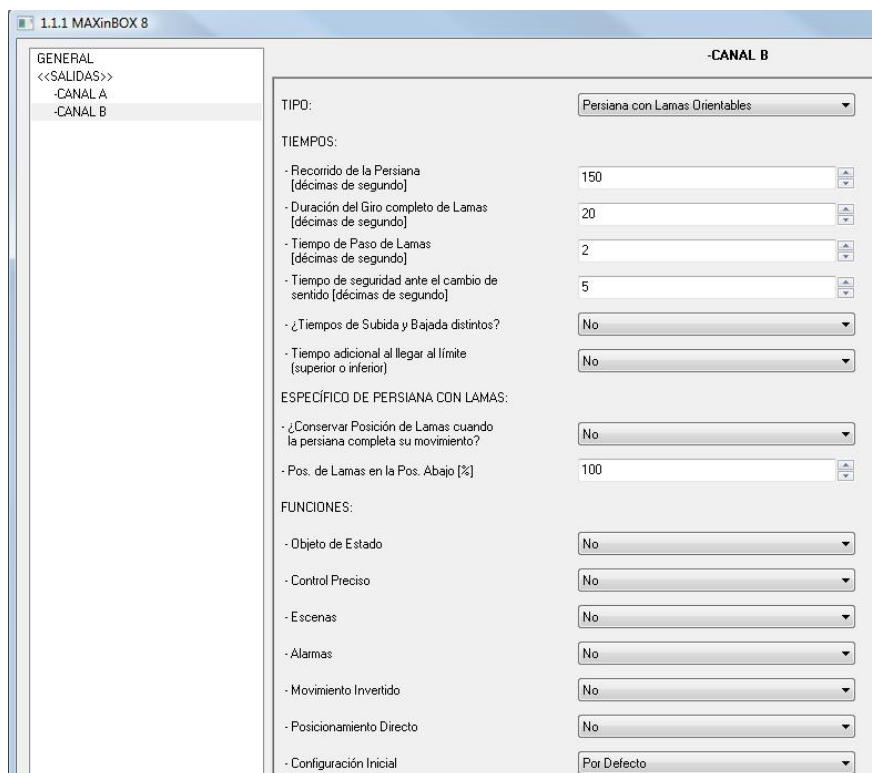 1.1.1 MAXinBOX 8
GENERAL
<<SALIDAS>>
-CANAL A
-CANAL B
-CANAL B
TIPO:
Persiana con Lamas Orientables
TIEMPOS:
- Recorrido de la Persiana
[décimas de segundo]
150
- Duración del Giro completo de Lamas
[décimas de segundo]
20
- Tiempo de Paso de Lamas
[décimas de segundo]
2
- Tiempo de seguridad ante el cambio de
sentido [décimas de segundo]
5
- ¿Tiempos de Subida y Bajada distintos?
No
- Tiempo adicional al llegar al límite
(superior o inferior)
No
ESPECÍFICO DE PERSIANA CON LAMAS:
- ¿Conservar Posición de Lamas cuando
la persiana completa su movimiento?
No
- Pos. de Lamas en la Pos. Abajo [%]
100
FUNCIONES:
- Objeto de Estado
No
- Control Preciso
No
- Escenas
No
- Alarmas
No
- Movimiento Invertido
No
- Posicionamiento Directo
No
- Configuración Inicial
Por Defecto